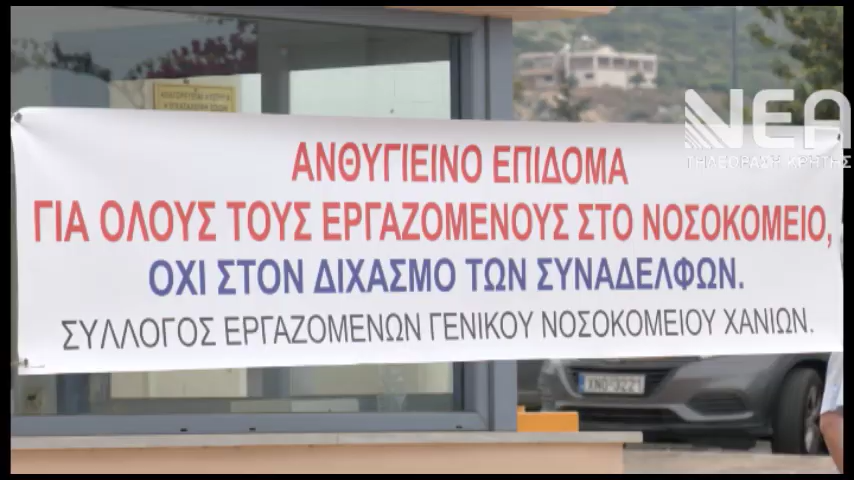 ΝΕΑ
ΤΗΛΕΟΡΑΣΗ ΚΡΗΤΗΣ
ΑΝΘΥΓΙΕΙΝΟ ΕΠΙΔΟΜΑ
ΓΙΑ ΟΛΟΥΣ ΤΟΥΣ ΕΡΓΑΖΟΜΕΝΟΥΣ ΣΤΟ ΝΟΣΟΚΟΜΕΙΟ,
ΟΧΙ ΣΤΟΝ ΔΙΧΑΣΜΟ ΤΩΝ ΣΥΝΑΔΕΛΦΩΝ.
ΣΥΛΛΟΓΟΣ ΕΡΓΑΖΟΜΕΝΩΝ ΓΕΝΙΚΟΥ ΝΟΣΟΚΟΜΕΙΟΥ ΧΑΝΙΩΝ.